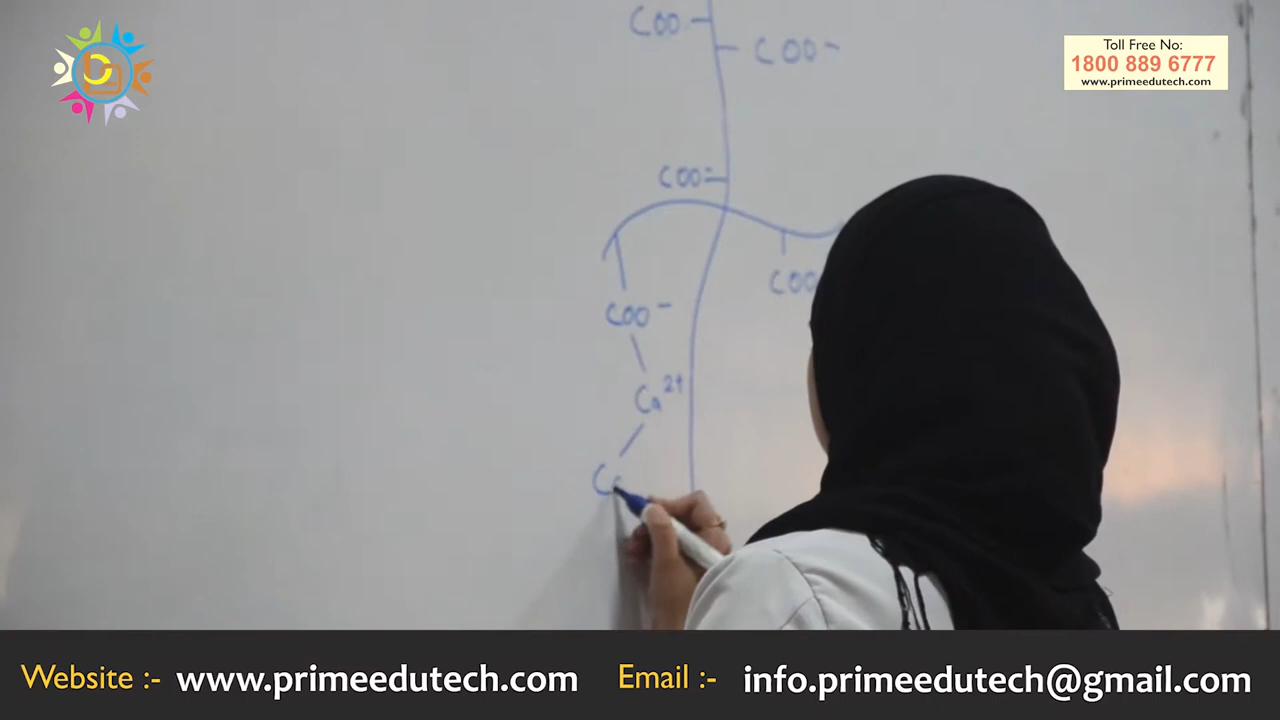 Toll Free No:
1800 889 6777
www.primeedutech.com
COO-
COO-
COO=
COO
COO-
Ca2+
Website :- www.primeedutech.com Email :- info.primeedutech@gmail.com